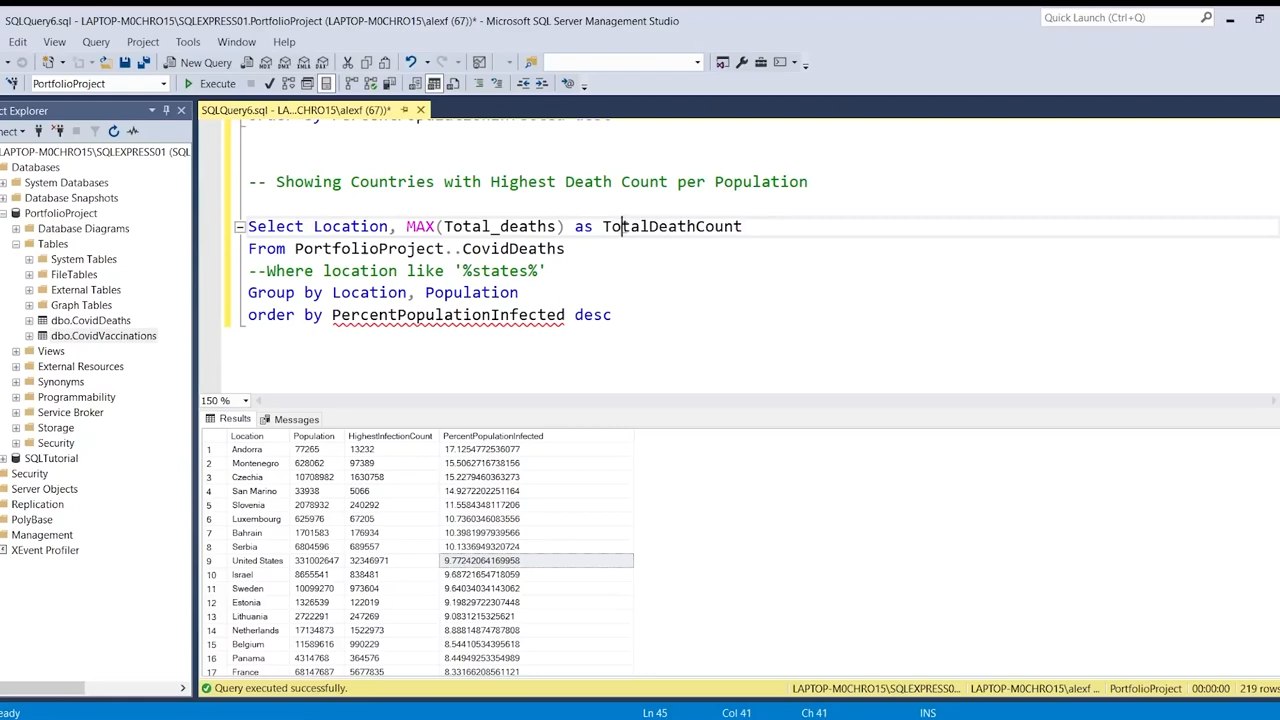 SQLQuery6.sql - LAPTOP-M0CHRO15\SQLEXPRESS01.PortfolioProject (LAPTOP-M0CHRO15\alexf (67))* - Microsoft SQL Server Management Studio
Quick Launch (Ctrl+Q)
Edit View Query Project Tools Window Help
New Query MDX DMX XMLA DAX
PortfolioProject Execute
ct Explorer
SQLQuery6.sql - LA...CHRO15\alexf (67))*
nect
LAPTOP-M0CHRO15\SQLEXPRESS01 (SQL
Databases
System Databases
Database Snapshots
PortfolioProject
Database Diagrams
Tables
System Tables
FileTables
External Tables
Graph Tables
dbo.CovidDeaths
dbo.CovidVaccinations
Views
External Resources
Synonyms
Programmability
Service Broker
Storage
Security
SQLTutorial
Security
Server Objects
Replication
PolyBase
Management
XEvent Profiler
order by PercentPopulationInfected desc
-- Showing Countries with Highest Death Count per Population
Select Location, MAX(Total_deaths) as TotalDeathCount
From PortfolioProject..CovidDeaths
--Where location like '%states%'
Group by Location, Population
order by PercentPopulationInfected desc
150 %
Results Messages
Location Population HighestInfectionCount PercentPopulationInfected
1 Andorra 77265 13232 17.1254772536077
2 Montenegro 628062 97389 15.5062716738156
3 Czechia 10708982 1630758 15.2279460363273
4 San Marino 33938 5066 14.9272202251164
5 Slovenia 2078932 240292 11.5584348117206
6 Luxembourg 625976 67205 10.7360346083556
7 Bahrain 1701583 176934 10.3981997939566
8 Serbia 6804596 689557 10.1336949320724
9 United States 331002647 32346971 9.77242064169958
10 Israel 8655541 838481 9.68721654718059
11 Sweden 10099270 973604 9.64034034143062
12 Estonia 1326539 122019 9.19829722307448
13 Lithuania 2722291 247269 9.0831215325621
14 Netherlands 17134873 1522973 8.88814874787808
15 Belgium 11589616 990229 8.54410534395618
16 Panama 4314768 364576 8.44949253354989
17 France 68147687 5677835 8.33166208561121
Query executed successfully. LAPTOP-M0CHRO15\SQLEXPRESS0... LAPTOP-M0CHRO15\alexf ... PortfolioProject 00:00:00 219 rows
eady Ln 45 Col 41 Ch 41 INS